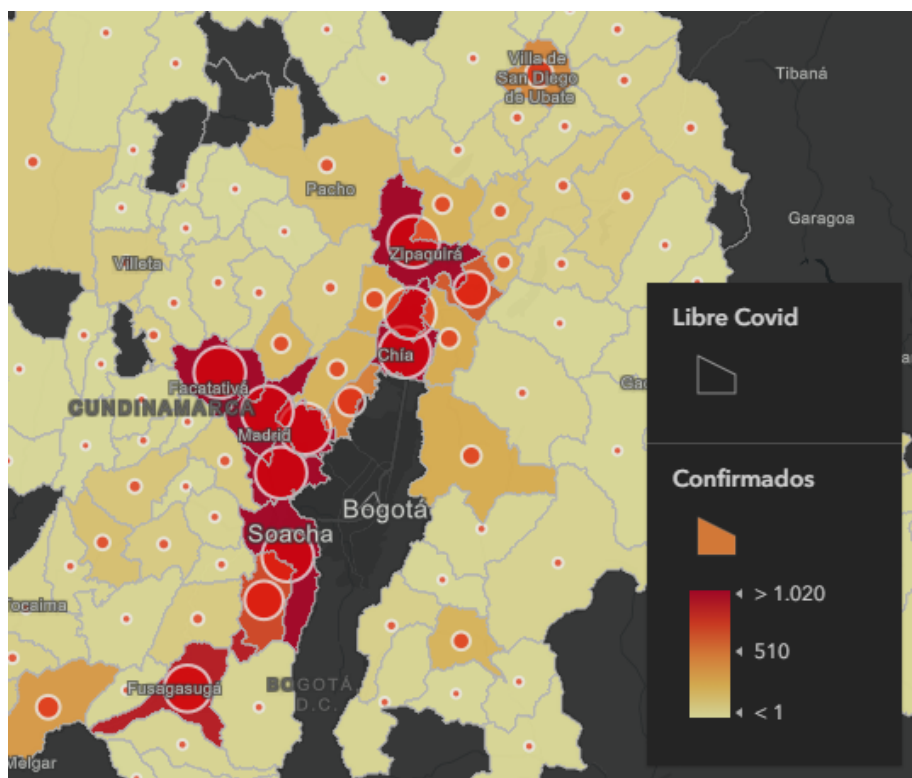 Villa de
San Diego
de Ubate
Tibaná
Pacho
Garagoa
Zipaquirá
Villeta
Libre Covid
Chía
Facatativá
CUNDINAMARCA
Madrid
Confirmados
Bogotá
Soacha
> 1.020
510
< 1
Tocaima
Fusagasugá
BOGOTÁ
D.C.
Melgar